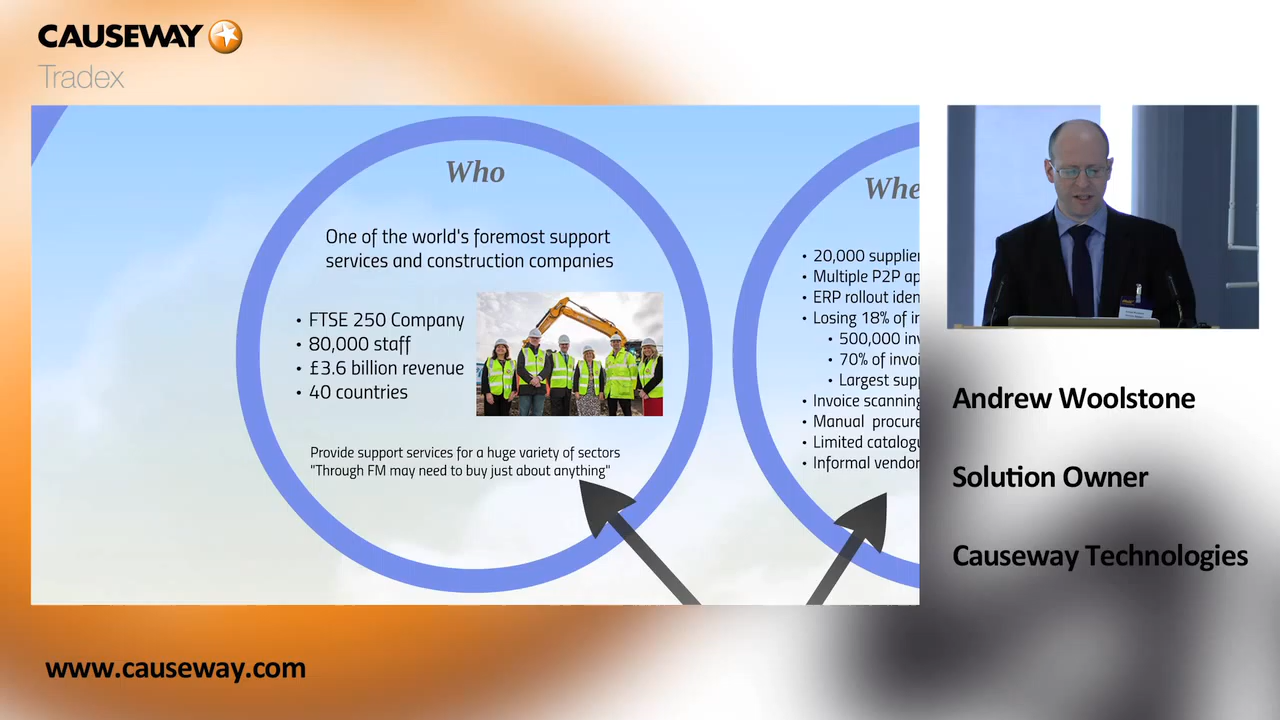 CAUSEWAY
Tradex
Who
One of the world's foremost support
services and construction companies
• FTSE 250 Company
• 80,000 staff
• £3.6 billion revenue
• 40 countries
Provide support services for a huge variety of sectors
"Through FM may need to buy just about anything"
Whe
• 20,000 supplier
• Multiple P2P ap
• ERP rollout iden
• Losing 18% of in
• 500,000 inv
• 70% of invoi
• Largest supp
• Invoice scanning
• Manual procure
• Limited catalogu
• Informal vendor
Andrew Woolstone
Solution Owner
Causeway Technologies
www.causeway.com